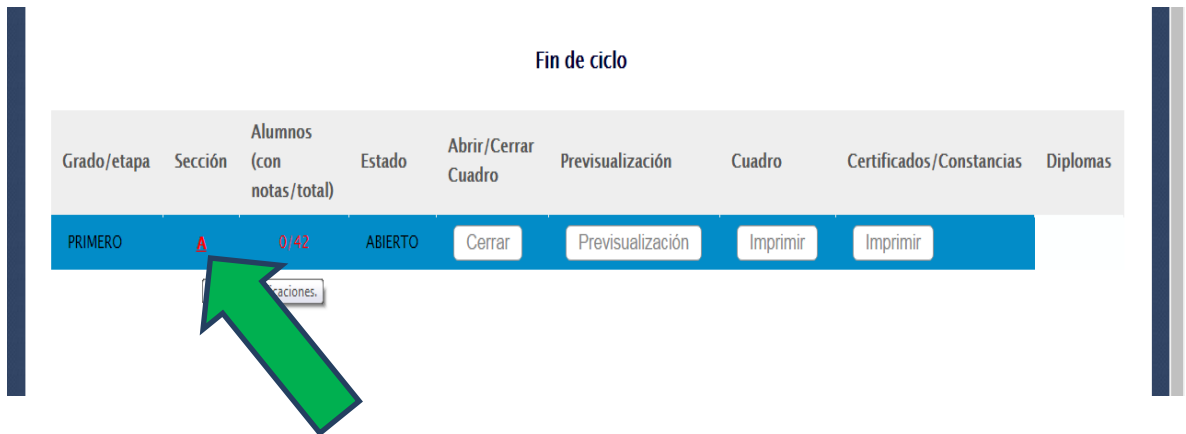 Fin de ciclo
Grado/etapa Sección Alumnos (con notas/total) Estado Abrir/Cerrar Cuadro Previsualización Cuadro Certificados/Constancias Diplomas
PRIMERO A 0/42 ABIERTO Cerrar Previsualización Imprimir Imprimir